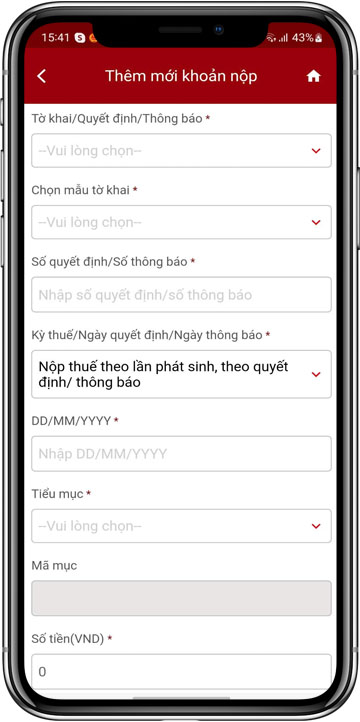 15:41 43%
Thêm mới khoản nộp
Tờ khai/Quyết định/Thông báo *
--Vui lòng chọn--
Chọn mẫu tờ khai *
--Vui lòng chọn--
Số quyết định/Số thông báo *
Nhập số quyết định/số thông báo
Kỳ thuế/Ngày quyết định/Ngày thông báo *
Nộp thuế theo lần phát sinh, theo quyết
định/ thông báo
DD/MM/YYYY *
Nhập DD/MM/YYYY
Tiểu mục *
--Vui lòng chọn--
Mã mục
Số tiền(VND) *
0